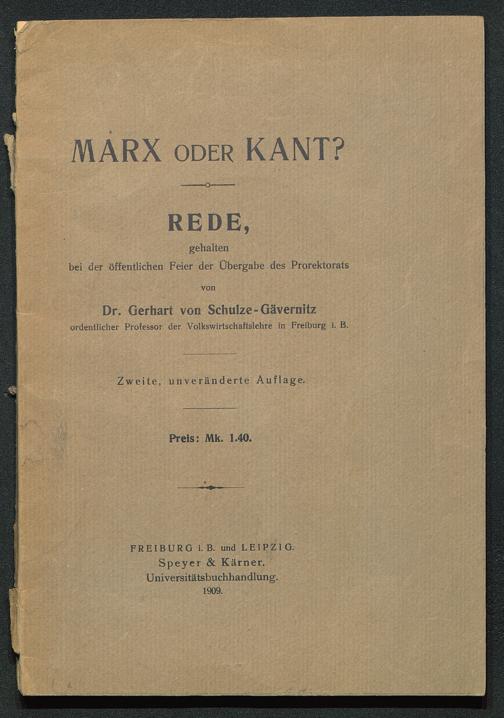 MARX ODER KANT?
REDE,
gehalten
bei der öffentlichen Feier der Übergabe des Prorektorats
von
Dr. Gerhart von Schulze-Gävernitz
ordentlicher Professor der Volkswirtschaftslehre in Freiburg i. B.
Zweite, unveränderte Auflage.
Preis: Mk. 1.40.
FREIBURG i. B. und LEIPZIG.
Speyer & Kärner,
Universitätsbuchhandlung.
1909.